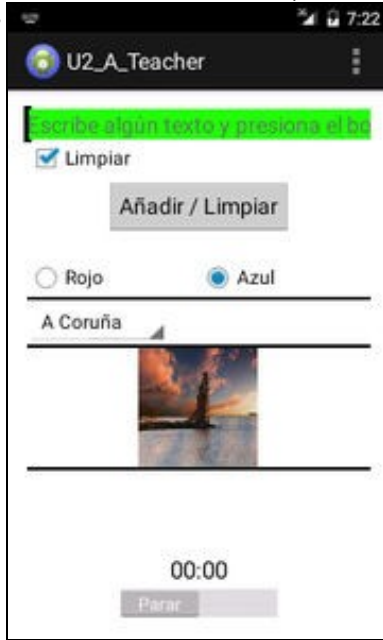 7:22
U2_A_Teacher
Escribe algún texto y presiona el bo
Limpiar
Añadir / Limpiar
Rojo Azul
A Coruña
00:00
Parar